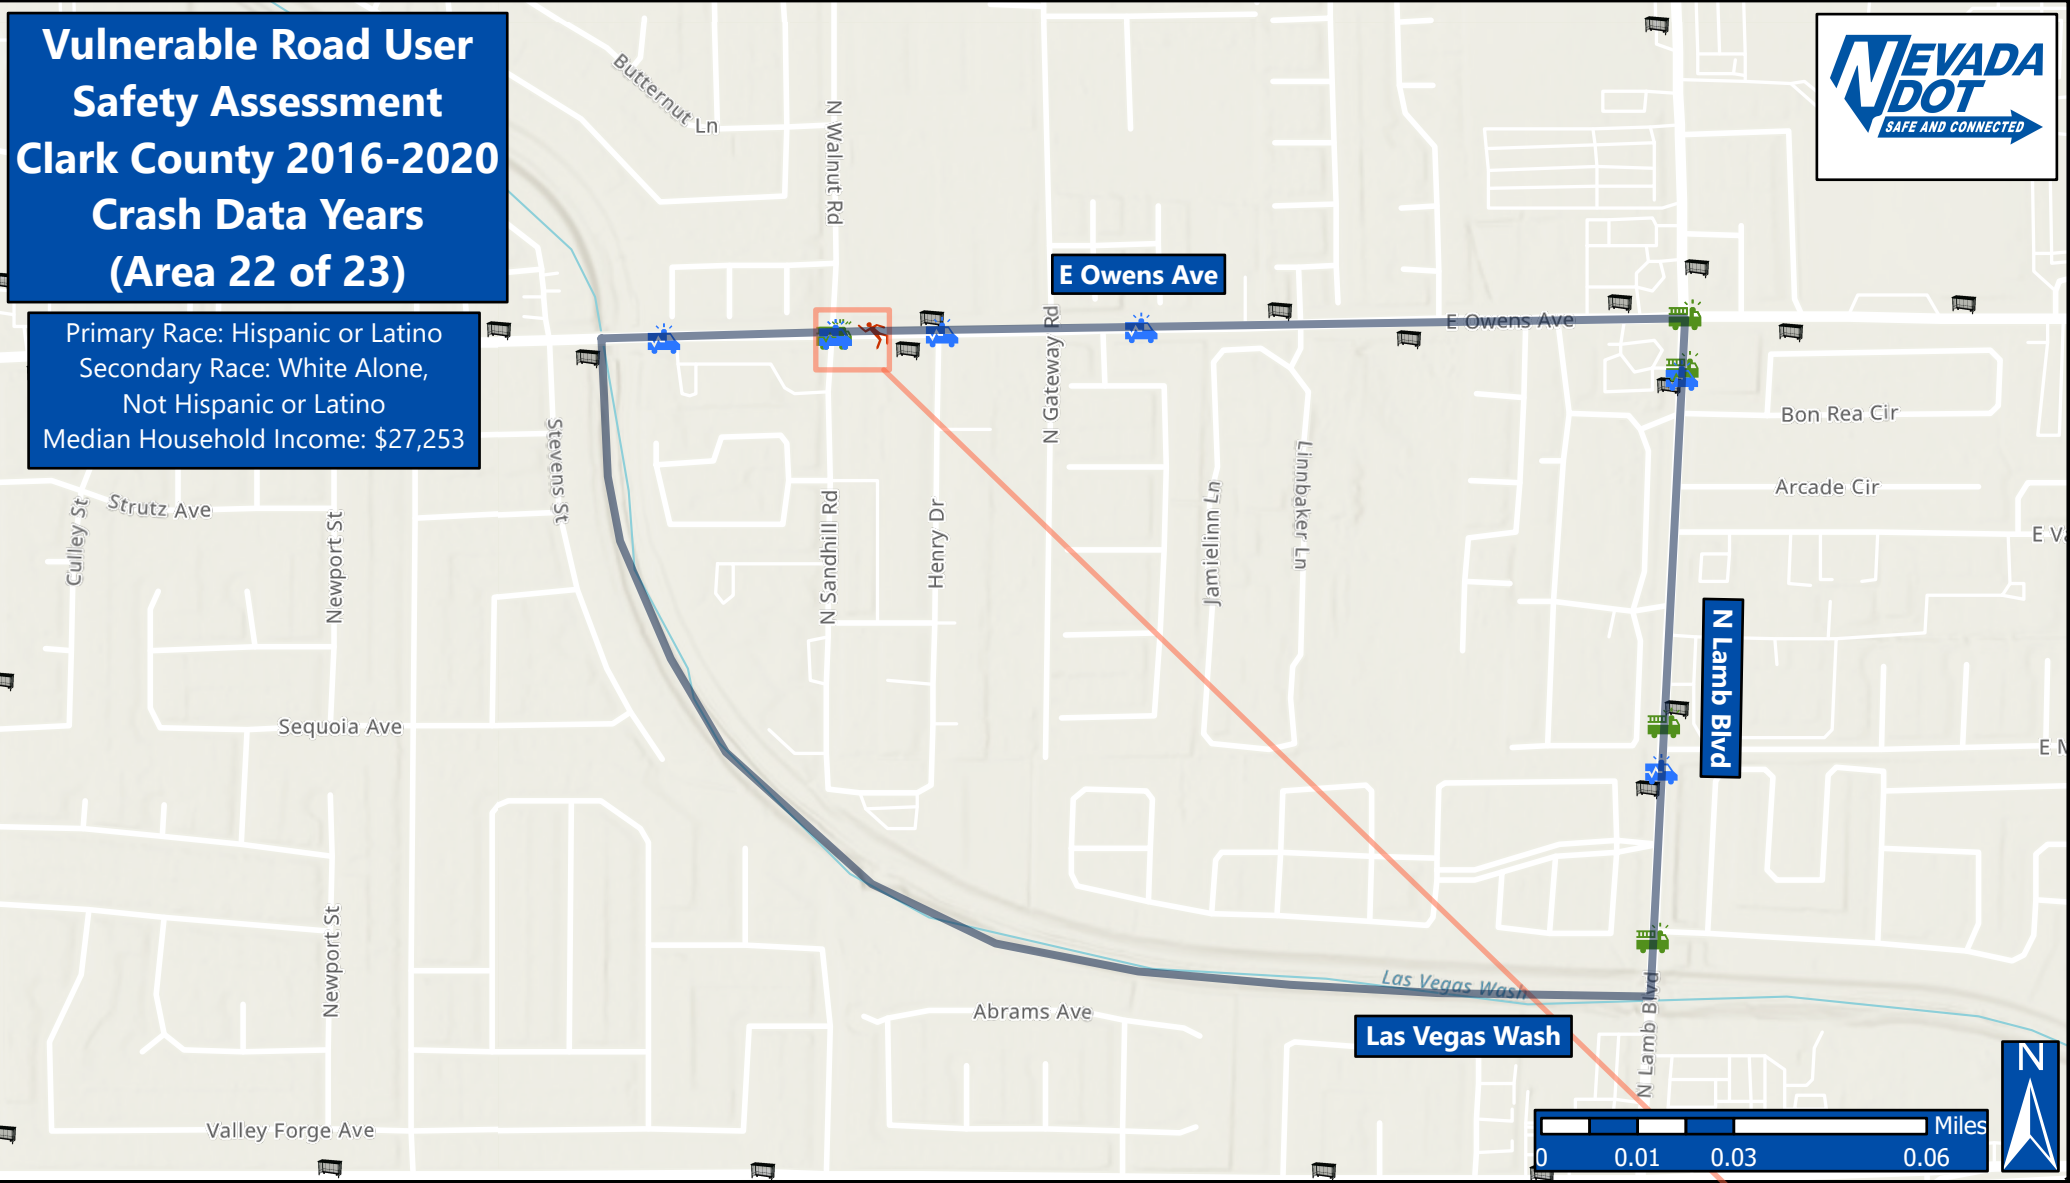 Vulnerable Road User
Safety Assessment
Clark County 2016-2020
Crash Data Years
(Area 22 of 23)
NEVADA
DOT
SAFE AND CONNECTED
Primary Race: Hispanic or Latino
Secondary Race: White Alone,
Not Hispanic or Latino
Median Household Income: $27,253
Butternut Ln
N Walnut Rd
E Owens Ave
N Gateway Rd
E Owens Ave
Bon Rea Cir
Arcade Cir
Stevens St
Strutz Ave
Culley St
Newport St
N Sandhill Rd
Henry Dr
Jamielinn Ln
Linnbaker Ln
N Lamb Blvd
Sequoia Ave
Newport St
Las Vegas Wash
Abrams Ave
Las Vegas Wash
N Lamb Blvd
Valley Forge Ave
N
Miles
0
0.01
0.03
0.06